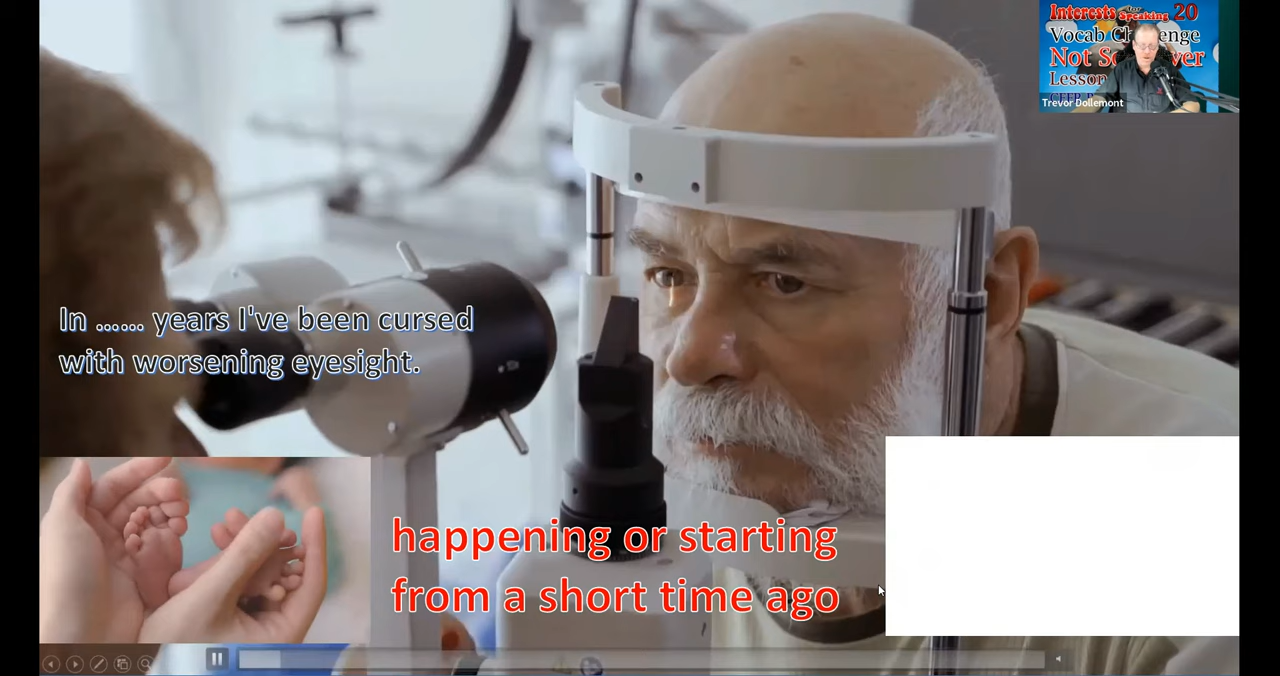 Interests for
Speaking 20
Vocab
Not
Lesson
Trevor Dollemont
In ...... years I've been cursed
with worsening eyesight.
happening or starting
from a short time ago